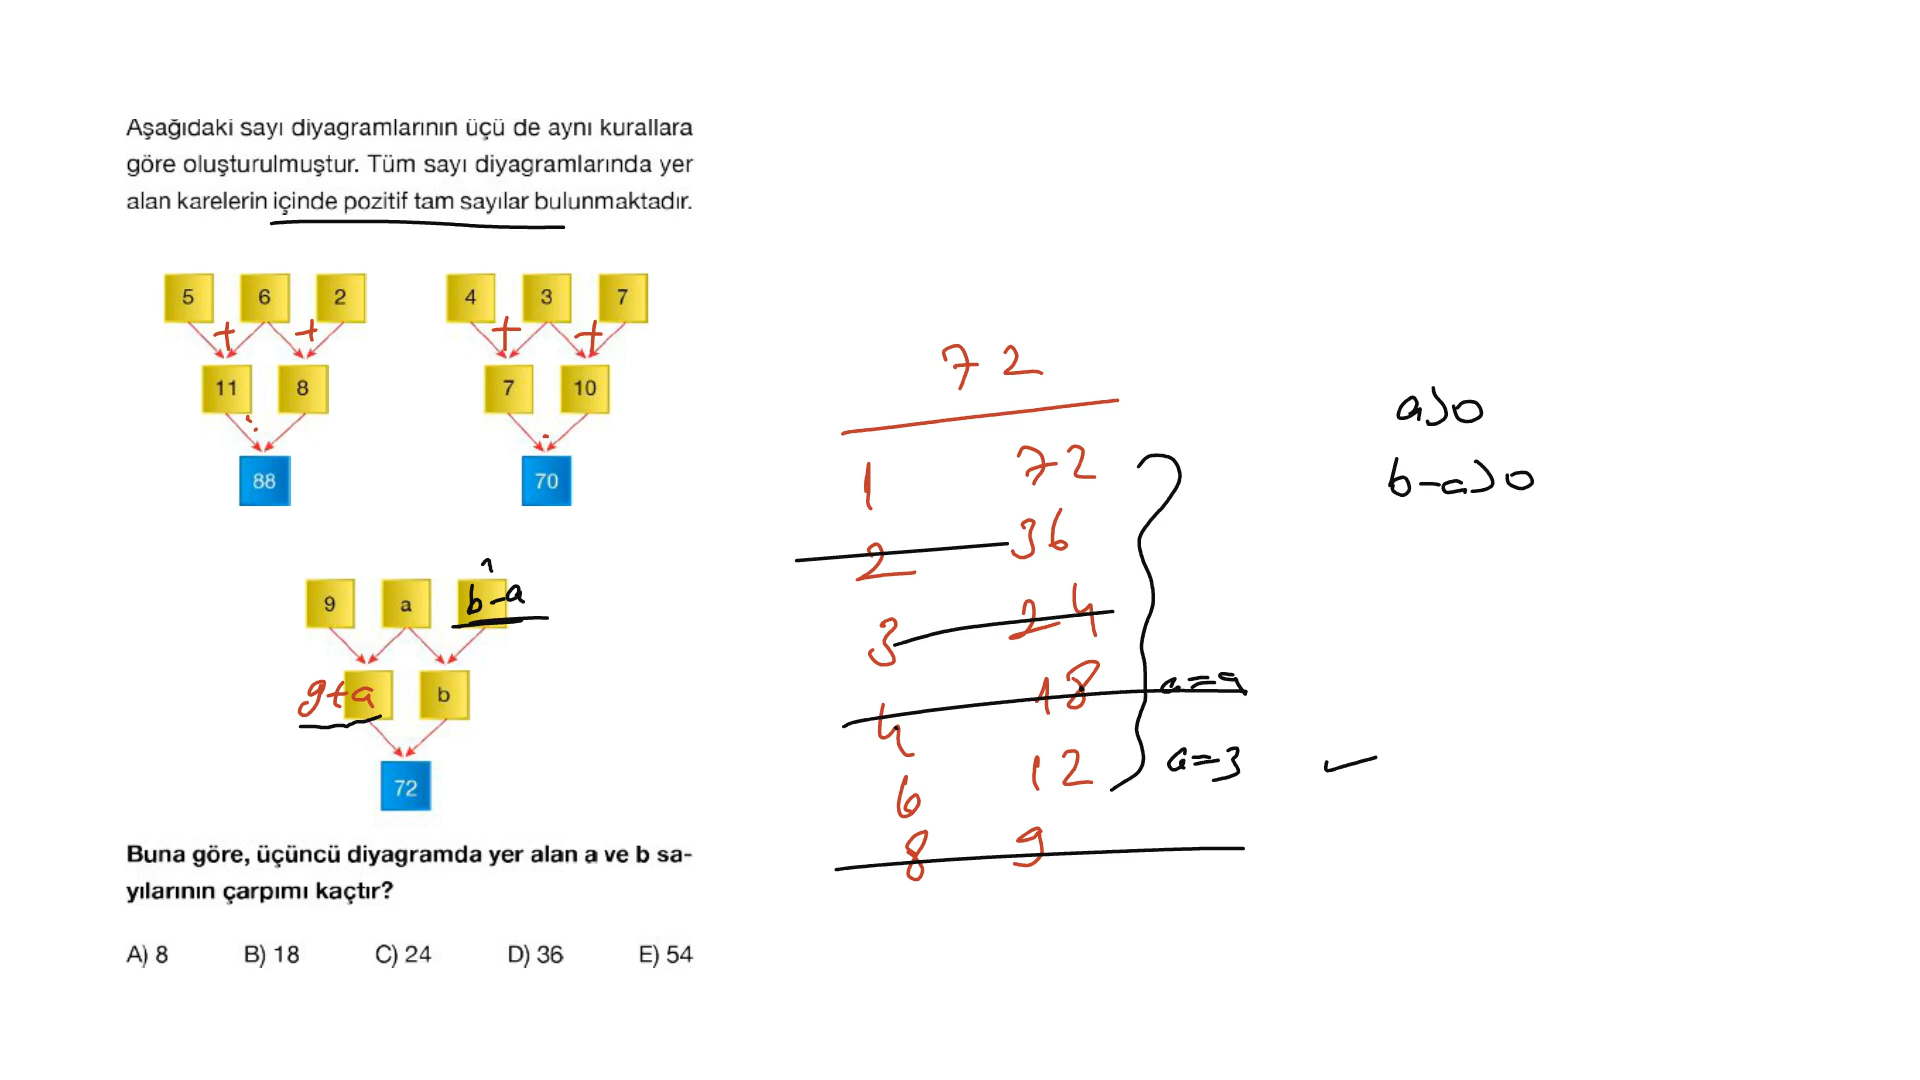 Aşağıdaki sayı diyagramlarının üçü de aynı kurallara
göre oluşturulmuştur. Tüm sayı diyagramlarında yer
alan karelerin içinde pozitif tam sayılar bulunmaktadır.
5 6 2
+ +
11 8
.
88
4 3 7
+ +
7 10
.
70
9 a b-a
9+a b
72
Buna göre, üçüncü diyagramda yer alan a ve b sa-
yılarının çarpımı kaçtır?
A) 8 B) 18 C) 24 D) 36 E) 54
72
1 72
2 36
3 24
4 18 a=9
6 12 a=3 ✓
8 9
a>0
b-a>0